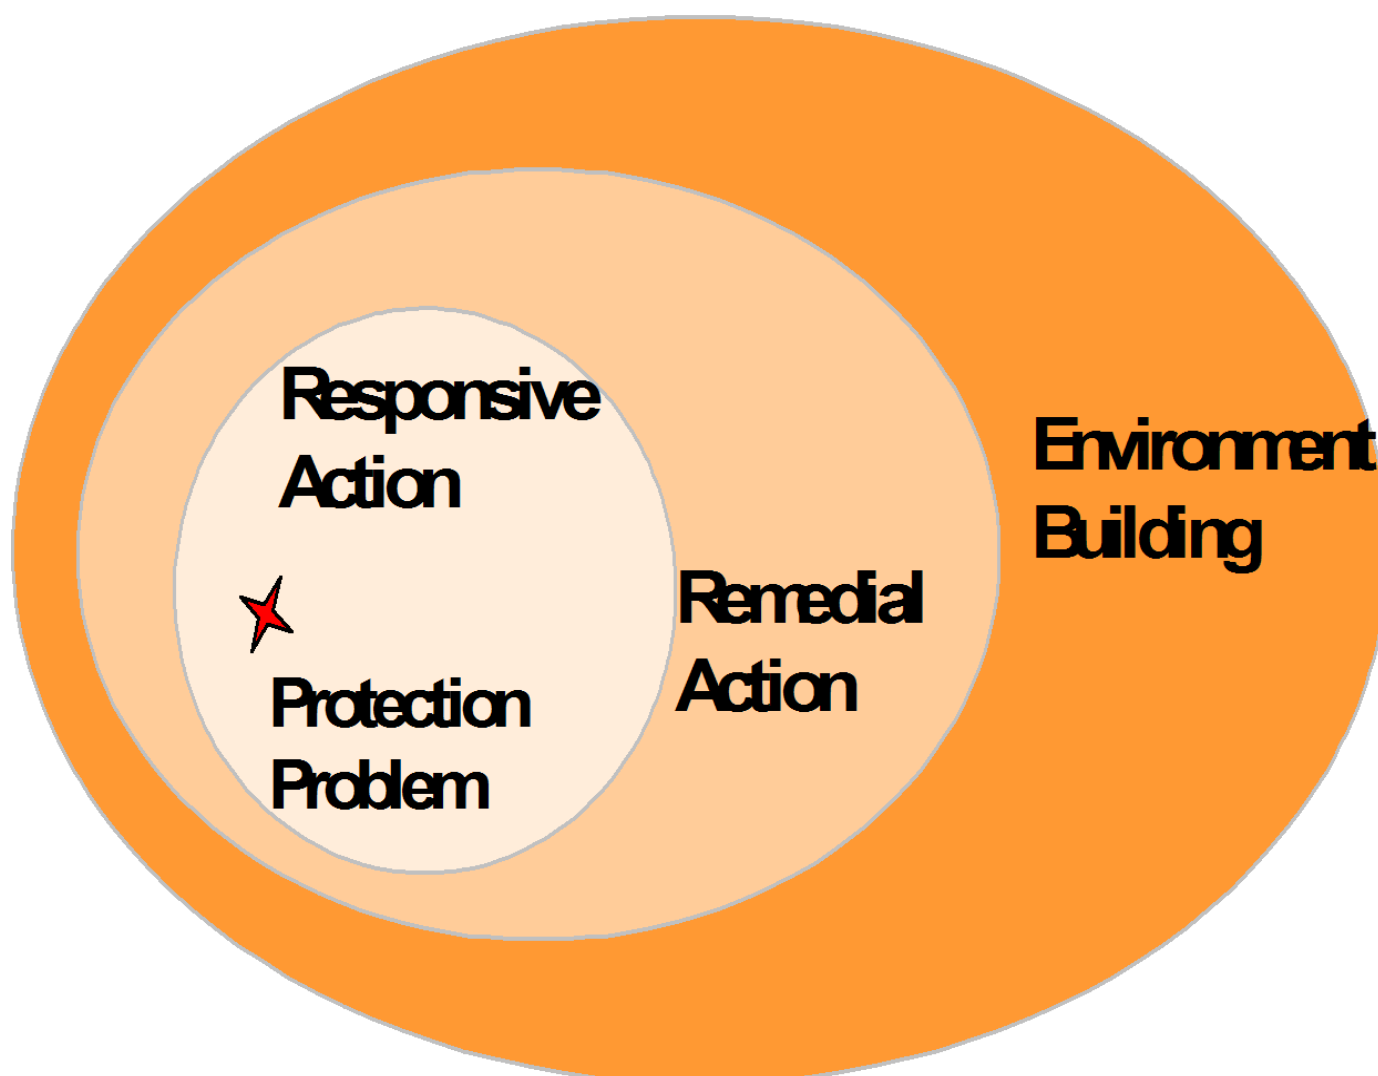 Responsive
Action
Environment
Building
Remedial
Action
Protection
Problem